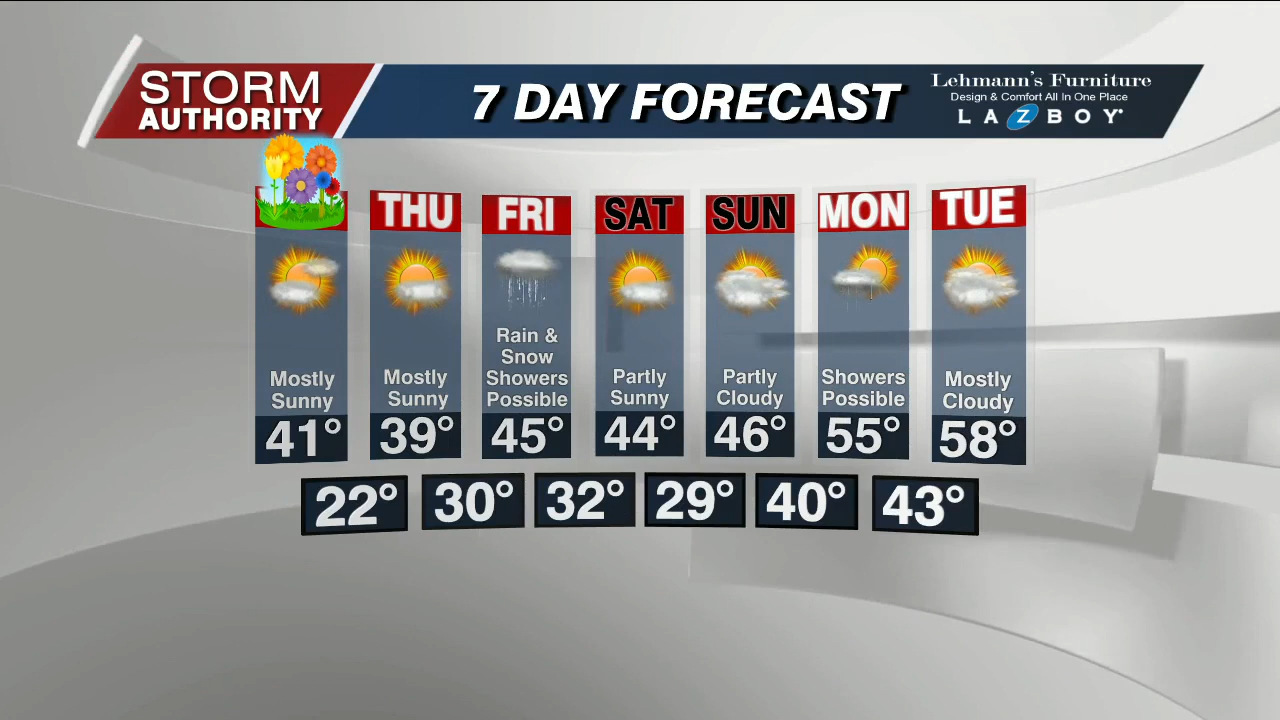 STORM
AUTHORITY
7 DAY FORECAST
Lehmann's Furniture
Design & Comfort All In One Place
LAZBOY®
THU
FRI
SAT
SUN
MON
TUE
Mostly
Sunny
41°
Mostly
Sunny
39°
Rain &
Snow
Showers
Possible
45°
Partly
Sunny
44°
Partly
Cloudy
46°
Showers
Possible
55°
Mostly
Cloudy
58°
22°
30°
32°
29°
40°
43°